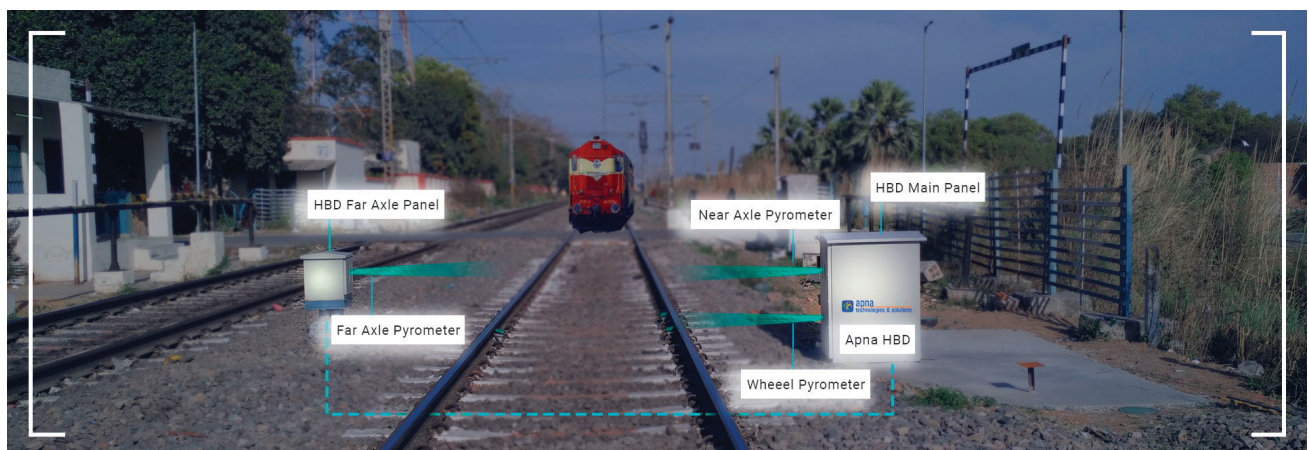 HBD Main Panel
HBD Far Axle Panel
Near Axle Pyrometer
apna
technologies & solutions
Far Axle Pyrometer
Apna HBD
Wheeel Pyrometer